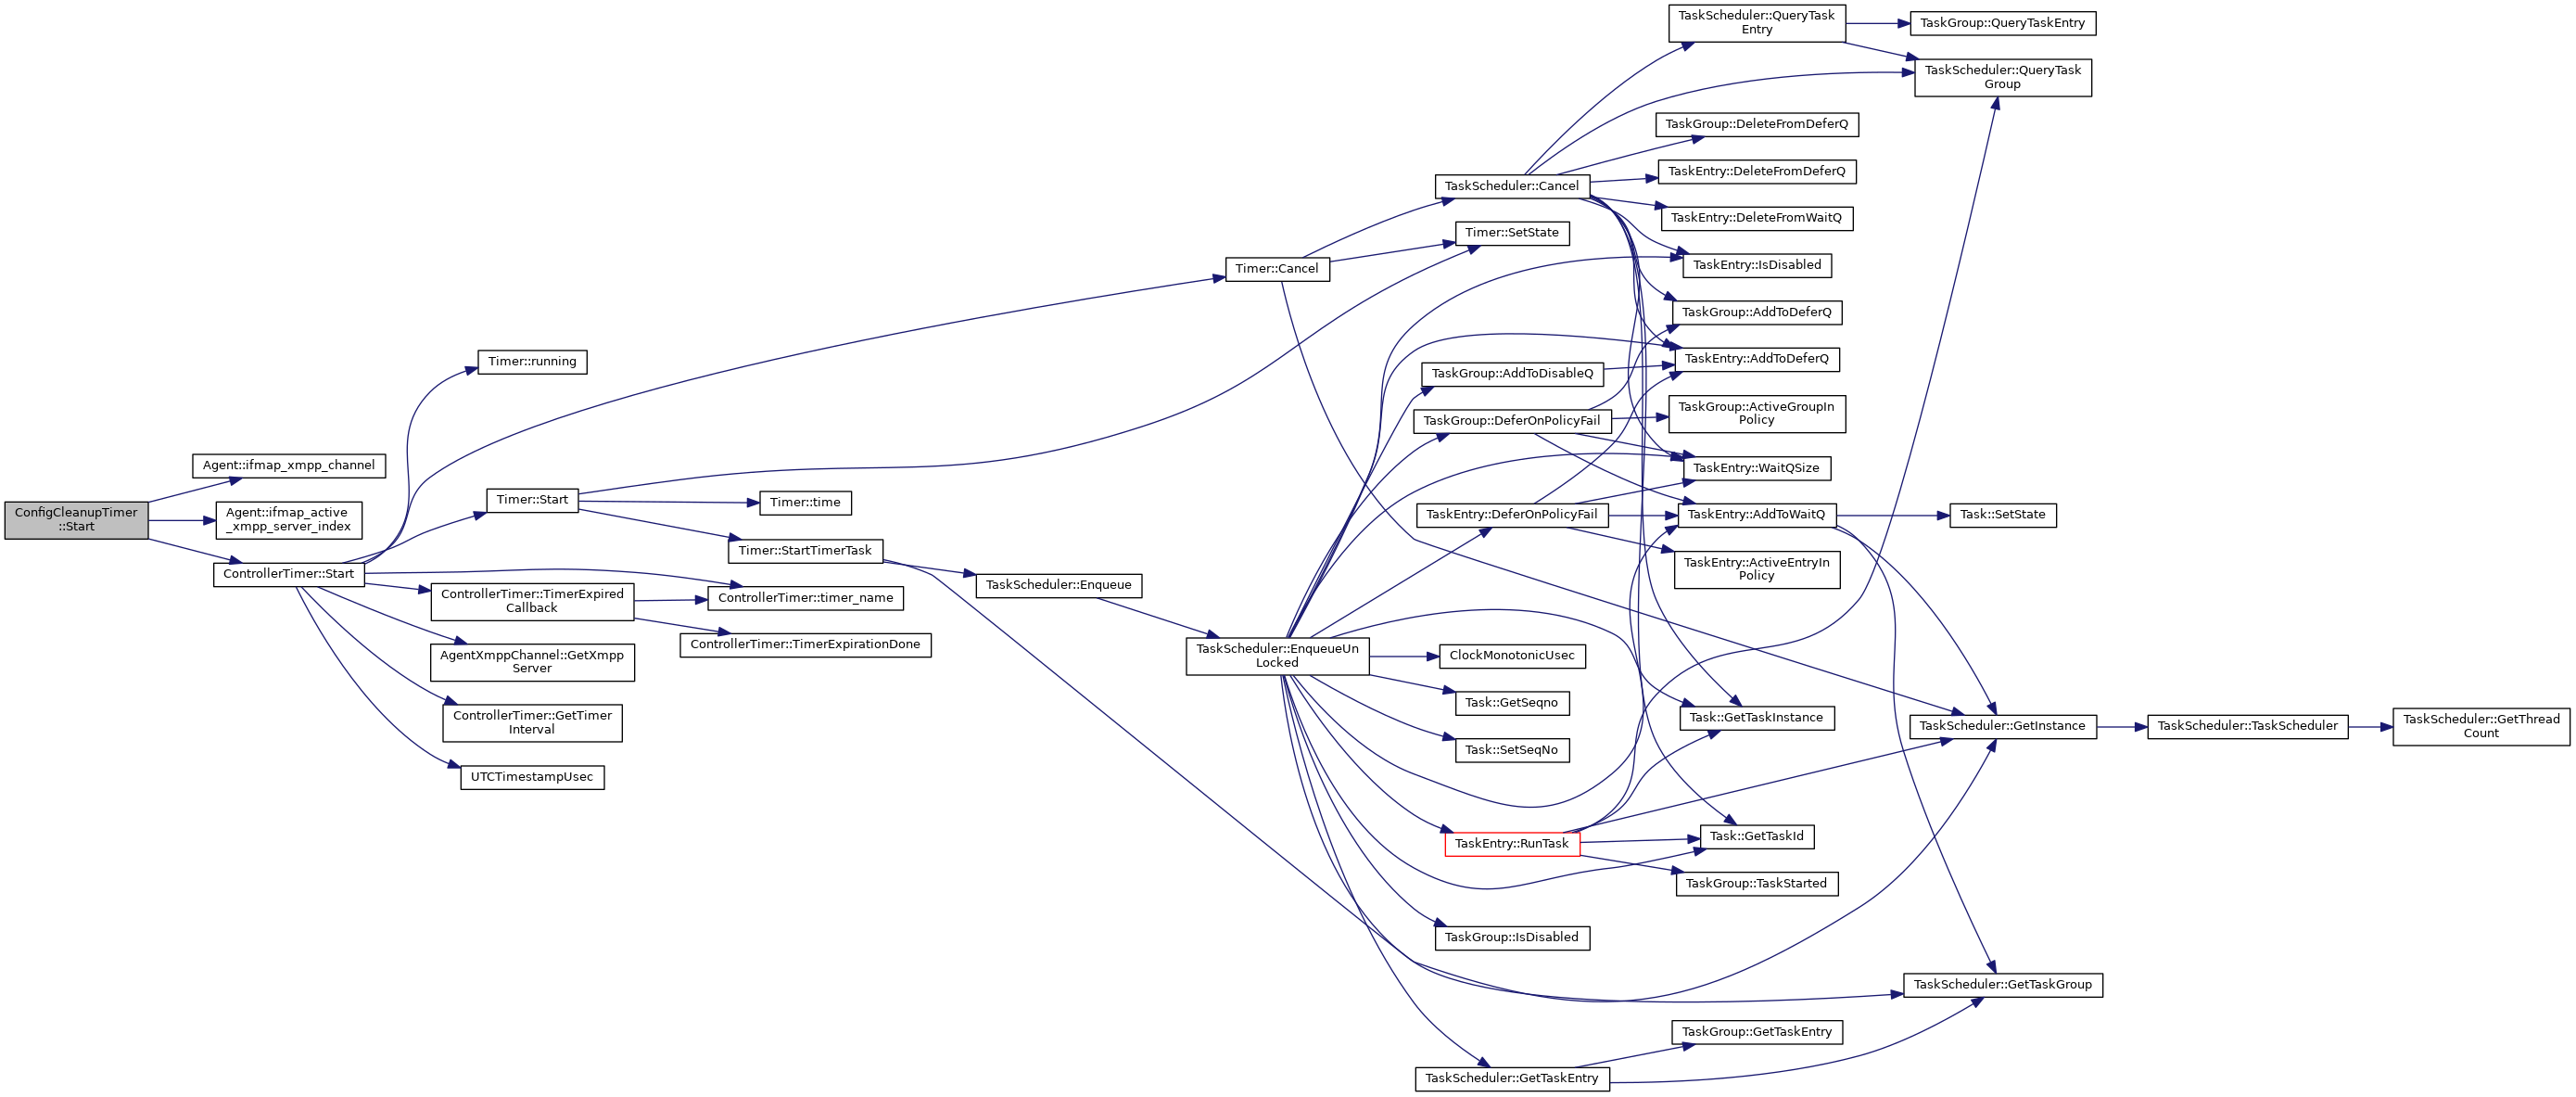 ConfigCleanupTimer
::Start
Agent::ifmap_xmpp_channel
Agent::ifmap_active
_xmpp_server_index
ControllerTimer::Start
Timer::running
Timer::Start
ControllerTimer::TimerExpired
Callback
AgentXmppChannel::GetXmpp
Server
ControllerTimer::GetTimer
Interval
UTCTimestampUsec
Timer::time
Timer::StartTimerTask
ControllerTimer::timer_name
ControllerTimer::TimerExpirationDone
TaskScheduler::Enqueue
Timer::Cancel
TaskScheduler::EnqueueUn
Locked
TaskScheduler::Cancel
Timer::SetState
TaskGroup::AddToDisableQ
TaskGroup::DeferOnPolicyFail
TaskEntry::DeferOnPolicyFail
ClockMonotonicUsec
Task::GetSeqno
Task::SetSeqNo
TaskEntry::RunTask
TaskGroup::IsDisabled
TaskScheduler::GetTaskEntry
TaskScheduler::QueryTask
Entry
TaskGroup::DeleteFromDeferQ
TaskEntry::DeleteFromDeferQ
TaskEntry::DeleteFromWaitQ
TaskEntry::IsDisabled
TaskGroup::AddToDeferQ
TaskEntry::AddToDeferQ
TaskGroup::ActiveGroupIn
Policy
TaskEntry::WaitQSize
TaskEntry::AddToWaitQ
TaskEntry::ActiveEntryIn
Policy
Task::GetTaskInstance
Task::GetTaskId
TaskGroup::TaskStarted
TaskGroup::GetTaskEntry
TaskGroup::QueryTaskEntry
TaskScheduler::QueryTask
Group
Task::SetState
TaskScheduler::GetInstance
TaskScheduler::GetTaskGroup
TaskScheduler::TaskScheduler
TaskScheduler::GetThread
Count